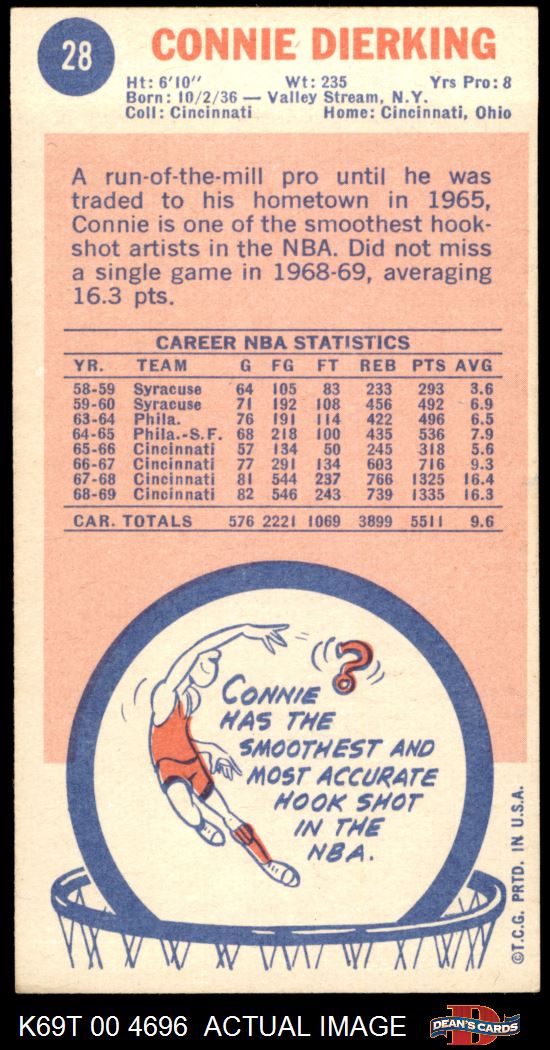 28
CONNIE DIERKING
Ht: 6'10" Wt: 235 Yrs Pro: 8
Born: 10/2/36 — Valley Stream, N.Y.
Coll: Cincinnati Home: Cincinnati, Ohio
A run-of-the-mill pro until he was
traded to his hometown in 1965,
Connie is one of the smoothest hook-
shot artists in the NBA. Did not miss
a single game in 1968-69, averaging
16.3 pts.
CAREER NBA STATISTICS
YR. TEAM G FG FT REB PTS AVG
58-59 Syracuse 64 105 83 233 293 3.6
59-60 Syracuse 71 192 108 456 492 6.9
63-64 Phila. 76 191 114 422 496 6.5
64-65 Phila.-S.F. 68 218 100 435 536 7.9
65-66 Cincinnati 57 134 50 245 318 5.6
66-67 Cincinnati 77 291 134 603 716 9.3
67-68 Cincinnati 81 544 237 766 1325 16.4
68-69 Cincinnati 82 546 243 739 1335 16.3
CAR. TOTALS 576 2221 1069 3899 5511 9.6
?
CONNIE
HAS THE
SMOOTHEST AND
MOST ACCURATE
HOOK SHOT
IN THE
NBA.
©T.C.G. PRTD. IN U.S.A.
K69T 00 4696 ACTUAL IMAGE
D
DEAN'S CARDS